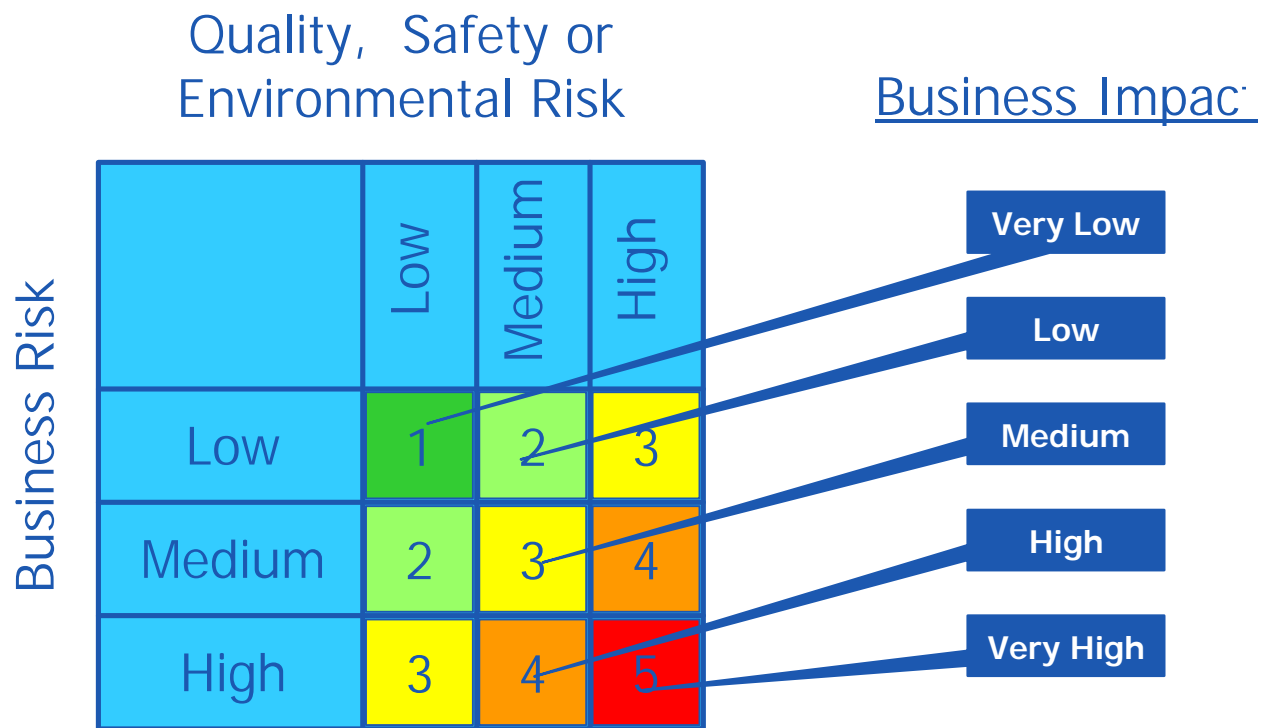 Quality, Safety or
Environmental Risk
Business Impact
Low
Medium
High
Very Low
Low
Medium
High
Very High
Business Risk
Low 1 2 3
Medium 2 3 4
High 3 4 5